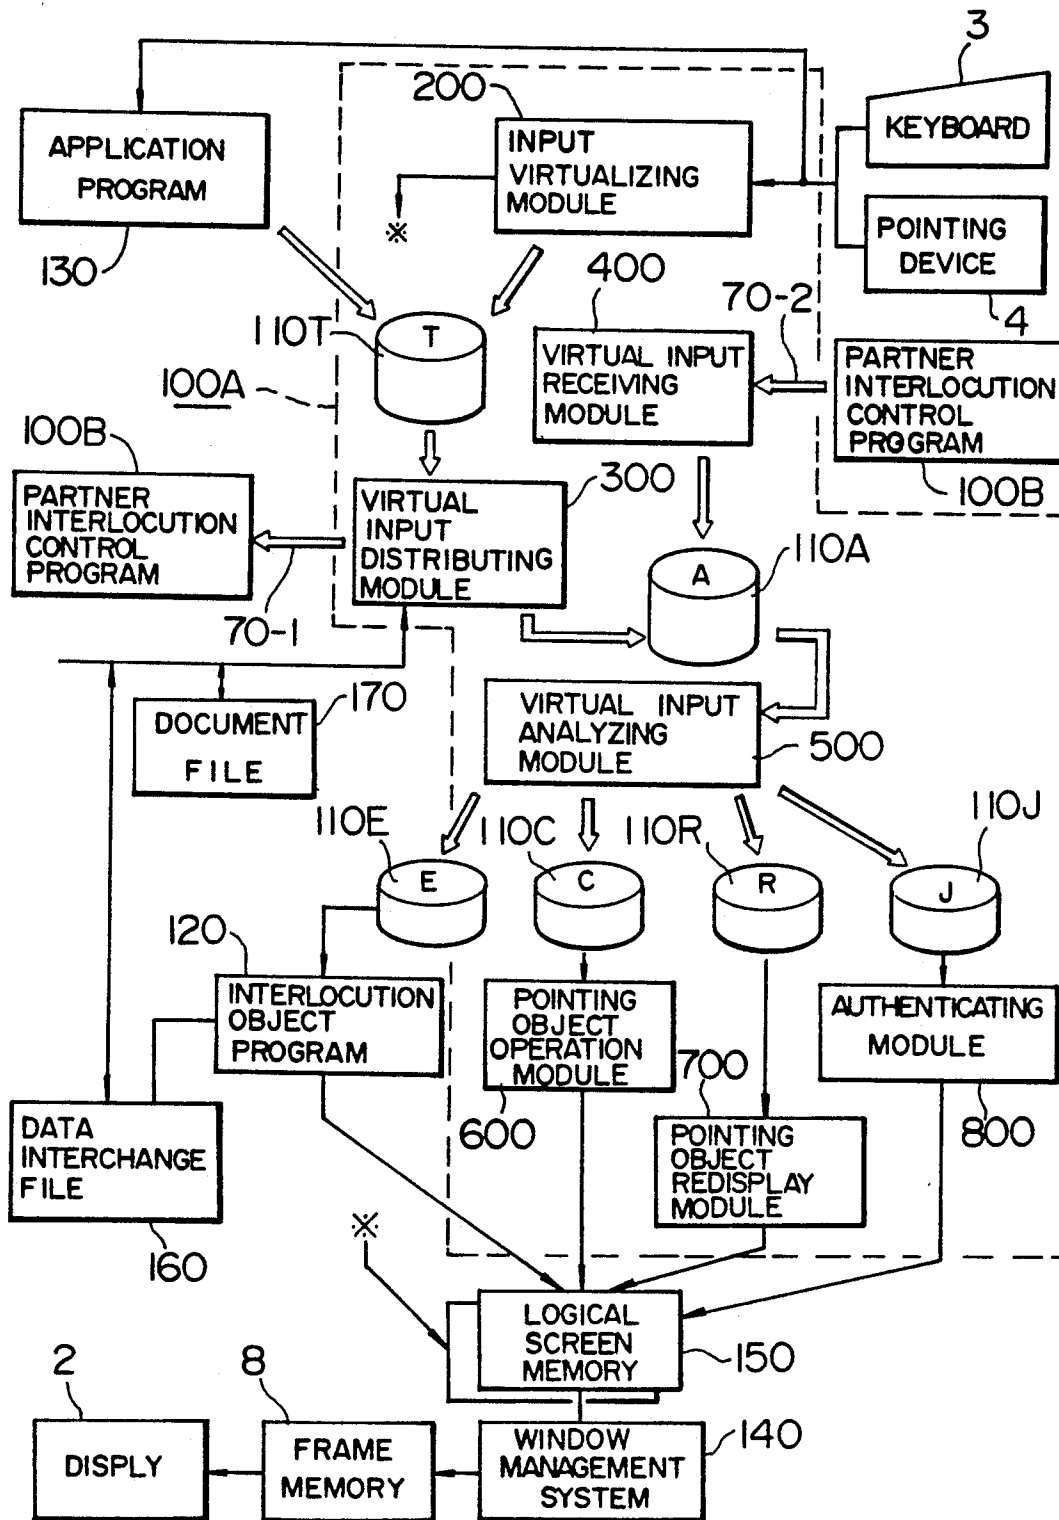 3
200
KEYBOARD
APPLICATION
PROGRAM
INPUT
VIRTUALIZING
MODULE
※
POINTING
DEVICE
130
400
70-2
4
110T
T
VIRTUAL INPUT
RECEIVING
MODULE
PARTNER
INTERLOCUTION
CONTROL
PROGRAM
100A
100B
300
100B
PARTNER
INTERLOCUTION
CONTROL
PROGRAM
VIRTUAL
INPUT
DISTRIBUTING
MODULE
110A
A
70-1
170
DOCUMENT
FILE
VIRTUAL INPUT
ANALYZING
MODULE
500
110E
110C
110R
110J
E
C
R
J
120
INTERLOCUTION
OBJECT
PROGRAM
POINTING
OBJECT
OPERATION
MODULE
AUTHENTICATING
MODULE
700
600
800
DATA
INTERCHANGE
FILE
POINTING
OBJECT
REDISPLAY
MODULE
※
160
LOGICAL
SCREEN
MEMORY
150
2
8
DISPLY
FRAME
MEMORY
WINDOW
MANAGEMENT
SYSTEM
140